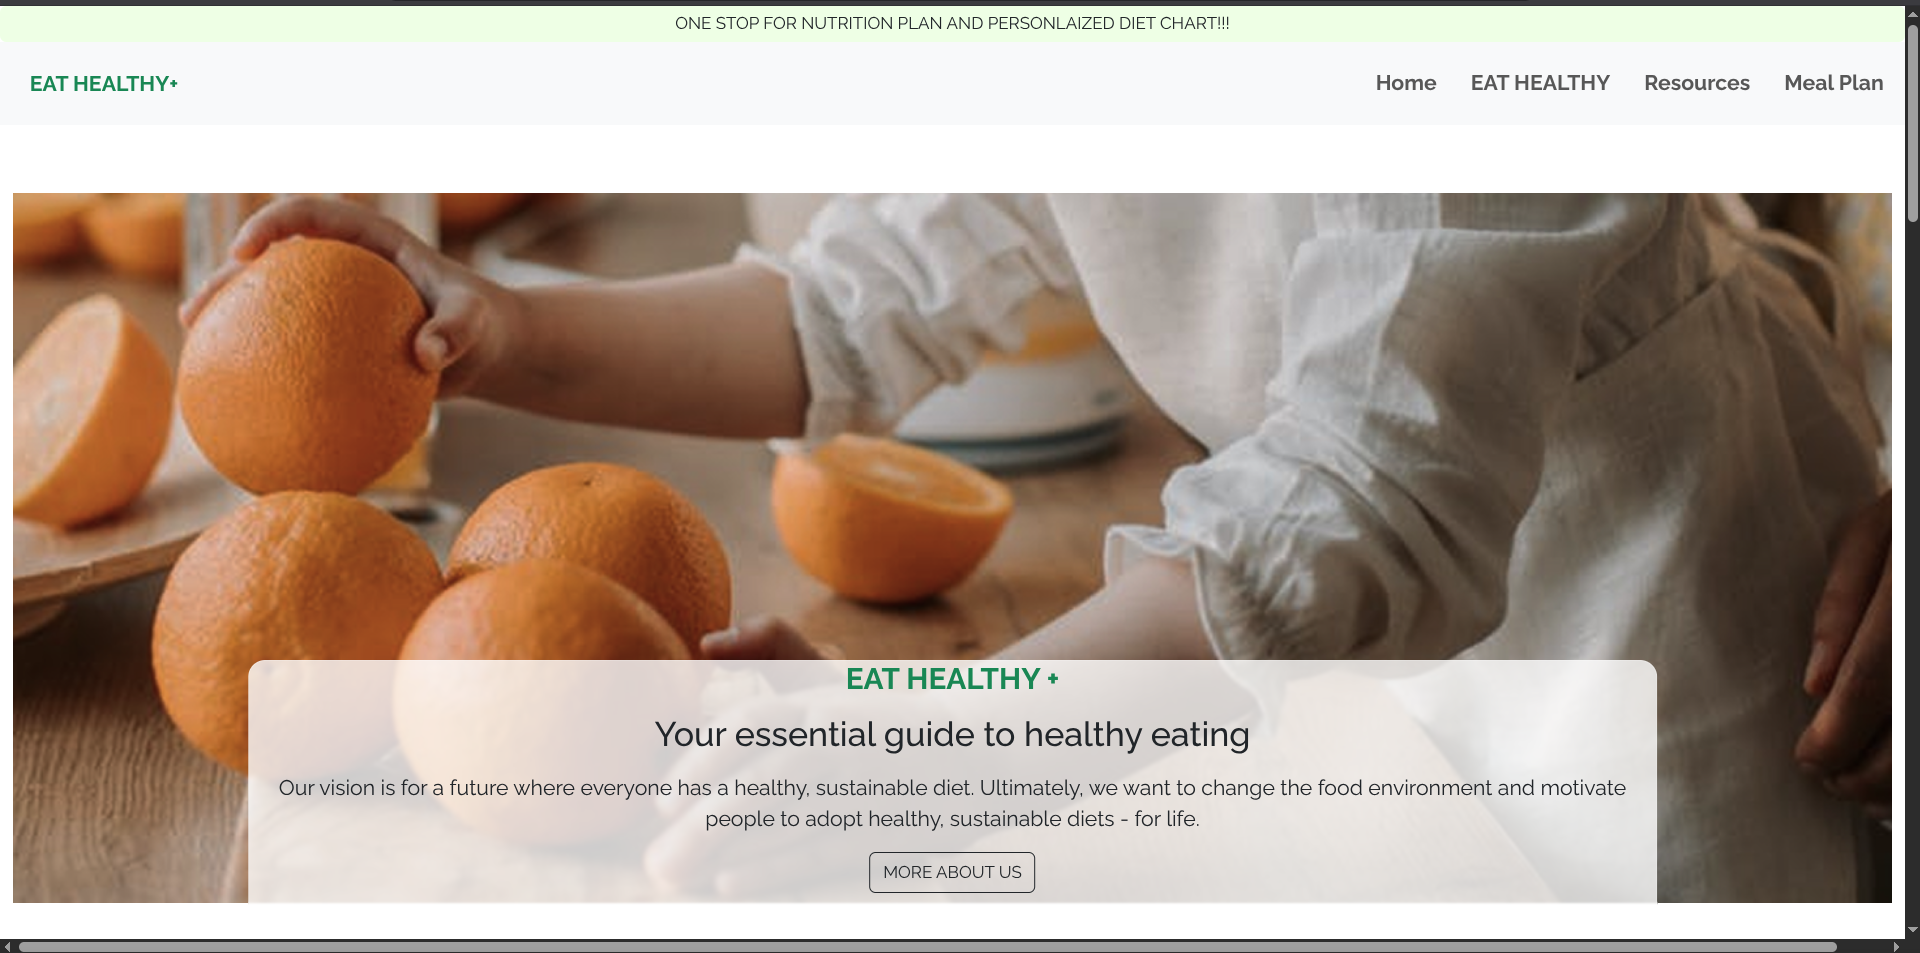 ONE STOP FOR NUTRITION PLAN AND PERSONLAIZED DIET CHART!!!
EAT HEALTHY+
Home
EAT HEALTHY
Resources
Meal Plan
EAT HEALTHY +
Your essential guide to healthy eating
Our vision is for a future where everyone has a healthy, sustainable diet. Ultimately, we want to change the food environment and motivate
people to adopt healthy, sustainable diets - for life.
MORE ABOUT US